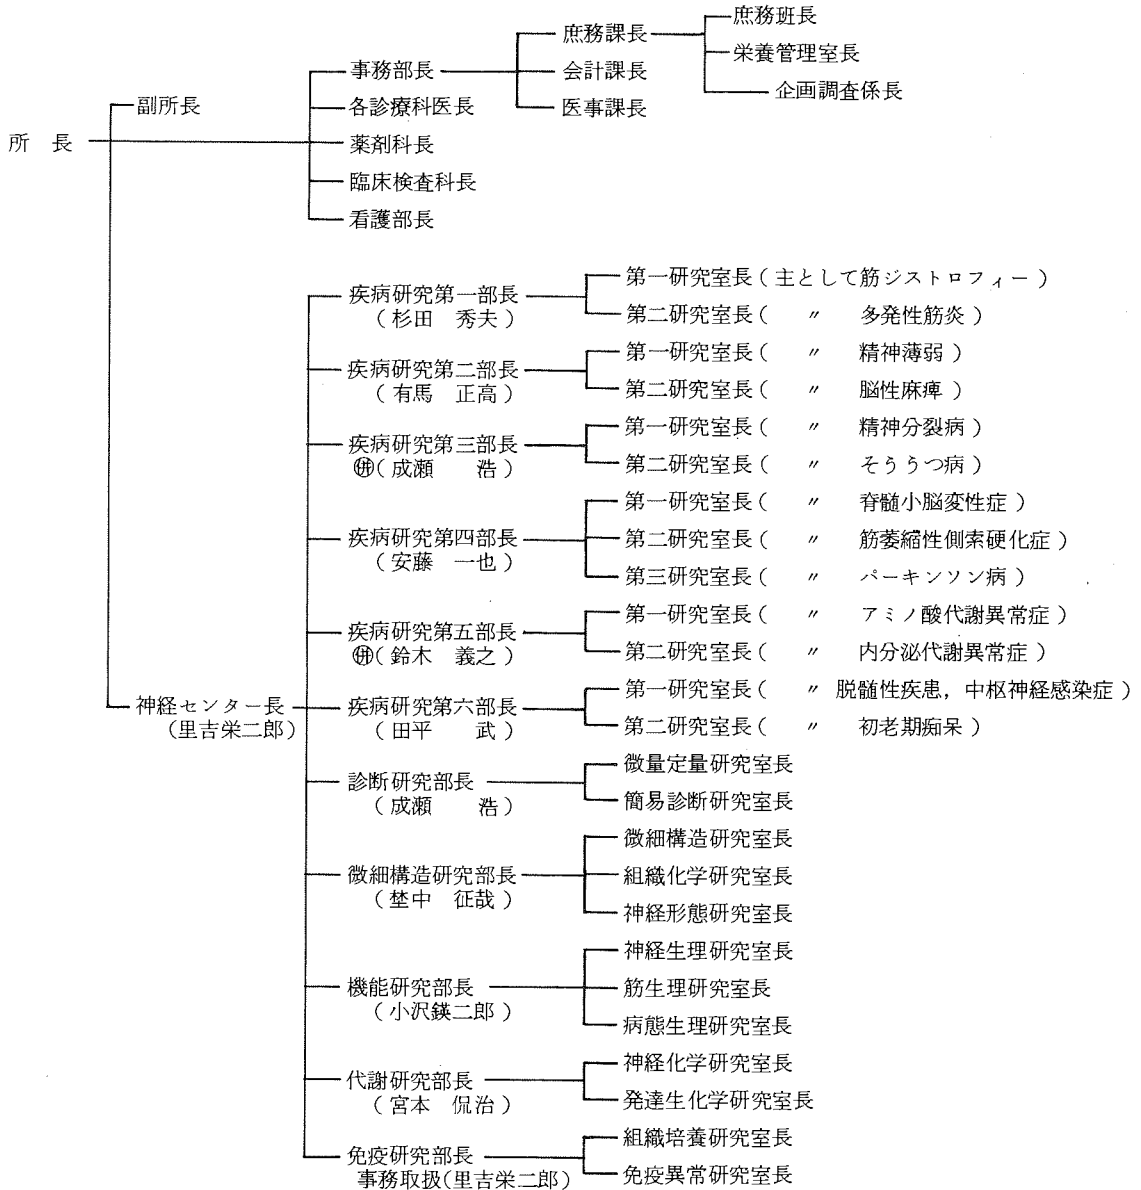 庶務班長
庶務課長
栄養管理室長
事務部長
会計課長
企画調査係長
副所長
各診療科医長
医事課長
所 長
薬剤科長
臨床検査科長
看護部長
第一研究室長(主として筋ジストロフィー)
疾病研究第一部長
(杉田 秀夫)
第二研究室長( 〃 多発性筋炎)
第一研究室長( 〃 精神薄弱)
疾病研究第二部長
(有馬 正高)
第二研究室長( 〃 脳性麻痺)
第一研究室長( 〃 精神分裂病)
疾病研究第三部長
㊕(成瀬 浩)
第二研究室長( 〃 そううつ病)
第一研究室長( 〃 脊髄小脳変性症)
疾病研究第四部長
(安藤 一也)
第二研究室長( 〃 筋萎縮性側索硬化症)
第三研究室長( 〃 パーキンソン病)
第一研究室長( 〃 アミノ酸代謝異常症)
疾病研究第五部長
(併)(鈴木 義之)
第二研究室長( 〃 内分泌代謝異常症)
第一研究室長( 〃 脱髄性疾患,中枢神経感染症)
神経センター長
(里吉栄二郎)
疾病研究第六部長
(田平 武)
第二研究室長( 〃 初老期痴呆)
微量定量研究室長
診断研究部長
(成瀬 浩)
簡易診断研究室長
微細構造研究室長
微細構造研究部長
(埜中 征哉)
組織化学研究室長
神経形態研究室長
神経生理研究室長
機能研究部長
(小沢鍈二郎)
筋生理研究室長
病態生理研究室長
神経化学研究室長
代謝研究部長
(宮本 侃治)
発達生化学研究室長
組織培養研究室長
免疫研究部長
事務取扱(里吉栄二郎)
免疫異常研究室長